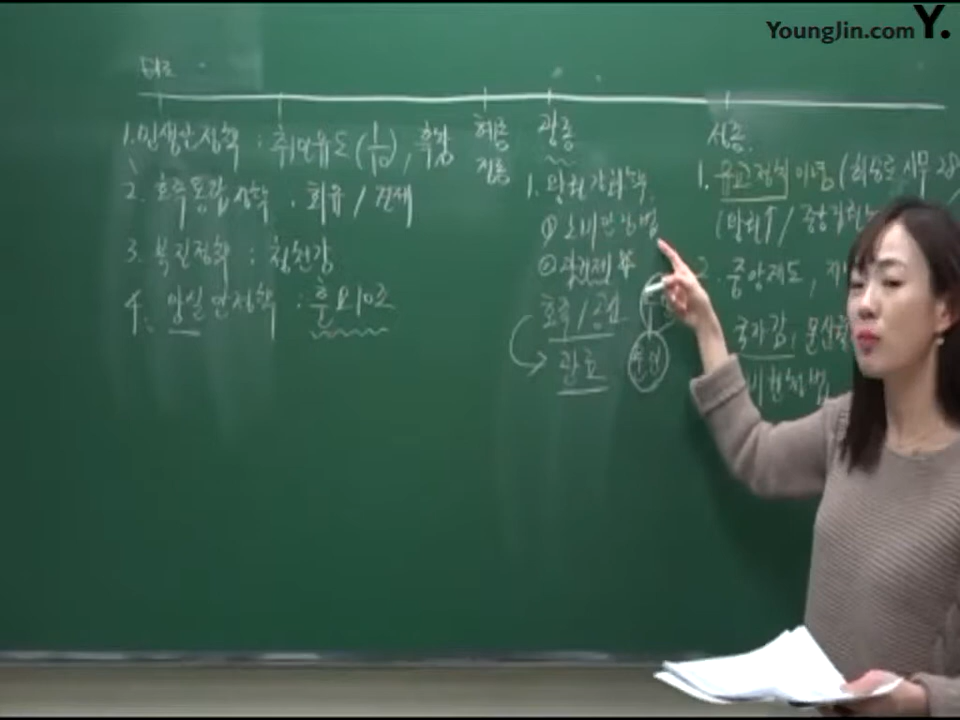 YoungJin.com Y.
태조
1. 민생안정책 : 취민유도 (1/10), 흑창
2. 호족통합정책 . 회유 / 견제
3. 북진정책 : 청천강
4. 왕실안정책 : 훈요10조
혜종
정종
광종
1. 왕권강화책
① 노비안검법
② 과거제
호족 / 공신
관료
성종
1. 유교정치 이념 (최승로 시무 28
(왕권↑ / 중앙집권
2. 중앙제도, 지
국자감,